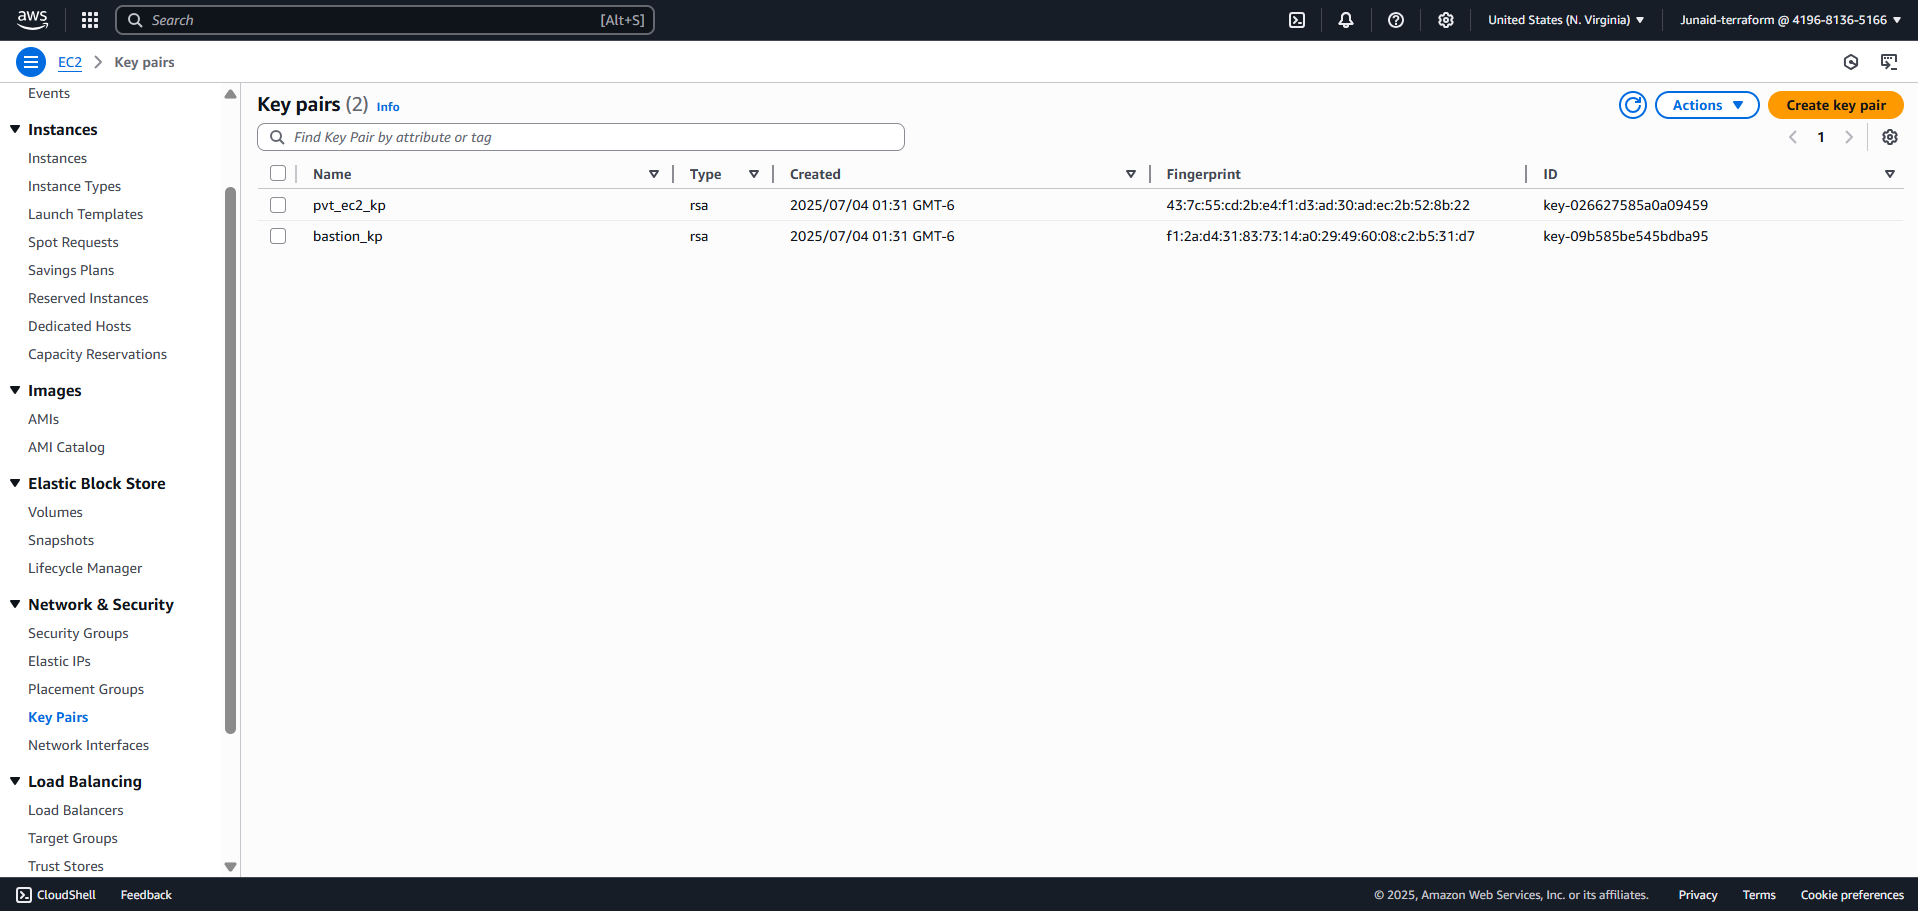 aws
Search [Alt+S]
United States (N. Virginia)
Junaid-terraform @ 4196-8136-5166
EC2
Key pairs
Events
Instances
Instances
Instance Types
Launch Templates
Spot Requests
Savings Plans
Reserved Instances
Dedicated Hosts
Capacity Reservations
Images
AMIs
AMI Catalog
Elastic Block Store
Volumes
Snapshots
Lifecycle Manager
Network & Security
Security Groups
Elastic IPs
Placement Groups
Key Pairs
Network Interfaces
Load Balancing
Load Balancers
Target Groups
Trust Stores
Key pairs (2) Info
Actions
Create key pair
Find Key Pair by attribute or tag
1
Name Type Created Fingerprint ID
pvt_ec2_kp rsa 2025/07/04 01:31 GMT-6 43:7c:55:cd:2b:e4:f1:d3:ad:30:ad:ec:2b:52:8b:22 key-026627585a0a09459
bastion_kp rsa 2025/07/04 01:31 GMT-6 f1:2a:d4:31:83:73:14:a0:29:49:60:08:c2:b5:31:d7 key-09b585be545bdba95
CloudShell Feedback © 2025, Amazon Web Services, Inc. or its affiliates. Privacy Terms Cookie preferences